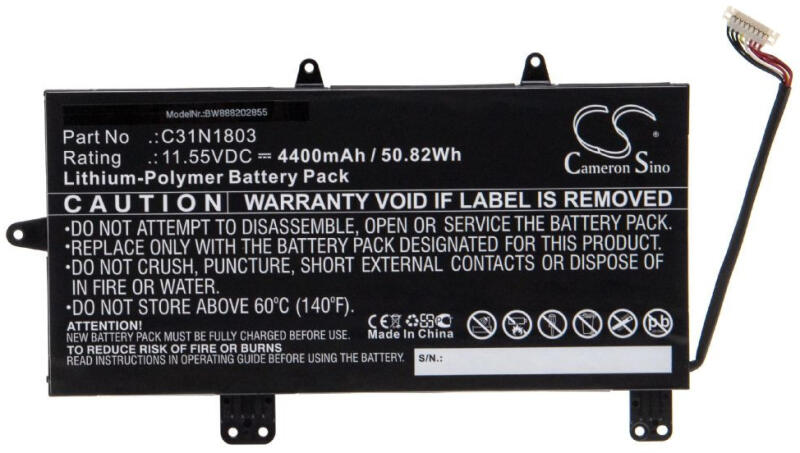 ModelNr.:BW888202855
Part No .:C31N1803
Rating .:11.55VDC ⎓ 4400mAh / 50.82Wh
Lithium-Polymer Battery Pack
CS
Cameron Sino
CAUTION WARRANTY VOID IF LABEL IS REMOVED
•DO NOT ATTEMPT TO DISASSEMBLE, OPEN OR SERVICE THE BATTERY PACK.
•REPLACE ONLY WITH THE BATTERY PACK DESIGNATED FOR THIS PRODUCT.
•DO NOT CRUSH, PUNCTURE, SHORT EXTERNAL CONTACTS OR DISPOSE OF
IN FIRE OR WATER.
•DO NOT STORE ABOVE 60°C (140°F).
ATTENTION!
NEW BATTERY PACK MUST BE FULLY CHARGED BEFORE USE
TO REDUCE RISK OF FIRE OR INJURY
READ INSTRUCTIONS IN OPERATING GUIDE BEFORE USING THE BATTERY.
CE
Made In China
Pb
S/N.: